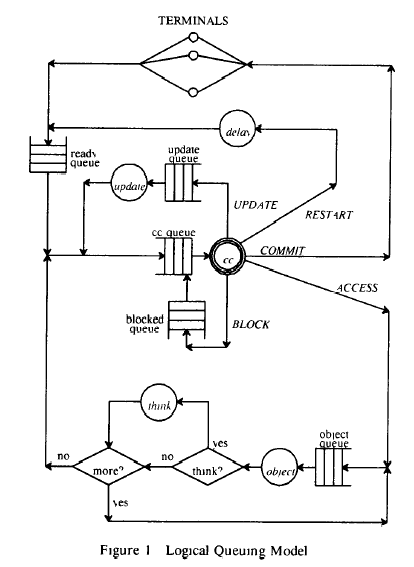 TERMINALS
delay
ready
queue
update
queue
update
UPDATE
RESTART
cc queue
cc
COMMIT
ACCESS
blocked
queue
BLOCK
think
no
more?
no
think?
yes
object
object
queue
yes
Figure 1 Logical Queuing Model